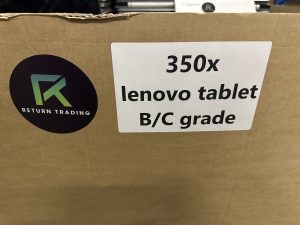 RETURN TRADING
350x
lenovo tablet
B/C grade